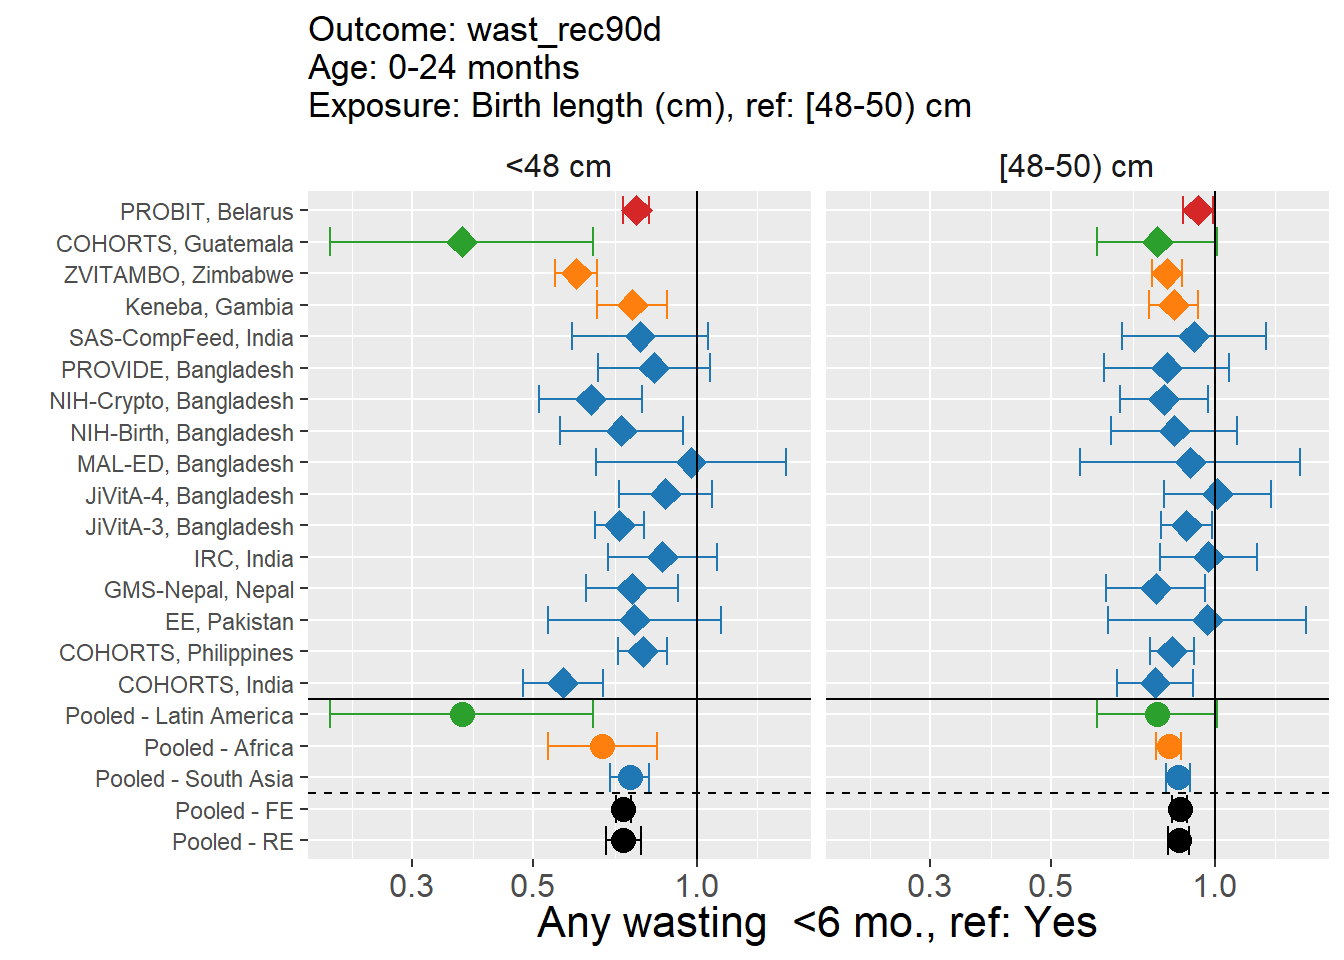 Outcome: wast_rec90d
Age: 0-24 months
Exposure: Birth length (cm), ref: [48-50) cm
<48 cm
[48-50) cm
PROBIT, Belarus
COHORTS, Guatemala
ZVITAMBO, Zimbabwe
Keneba, Gambia
SAS-CompFeed, India
PROVIDE, Bangladesh
NIH-Crypto, Bangladesh
NIH-Birth, Bangladesh
MAL-ED, Bangladesh
JiVitA-4, Bangladesh
JiVitA-3, Bangladesh
IRC, India
GMS-Nepal, Nepal
EE, Pakistan
COHORTS, Philippines
COHORTS, India
Pooled - Latin America
Pooled - Africa
Pooled - South Asia
Pooled - FE
Pooled - RE
0.3 0.5 1.0 0.3 0.5 1.0
Any wasting  <6 mo., ref: Yes